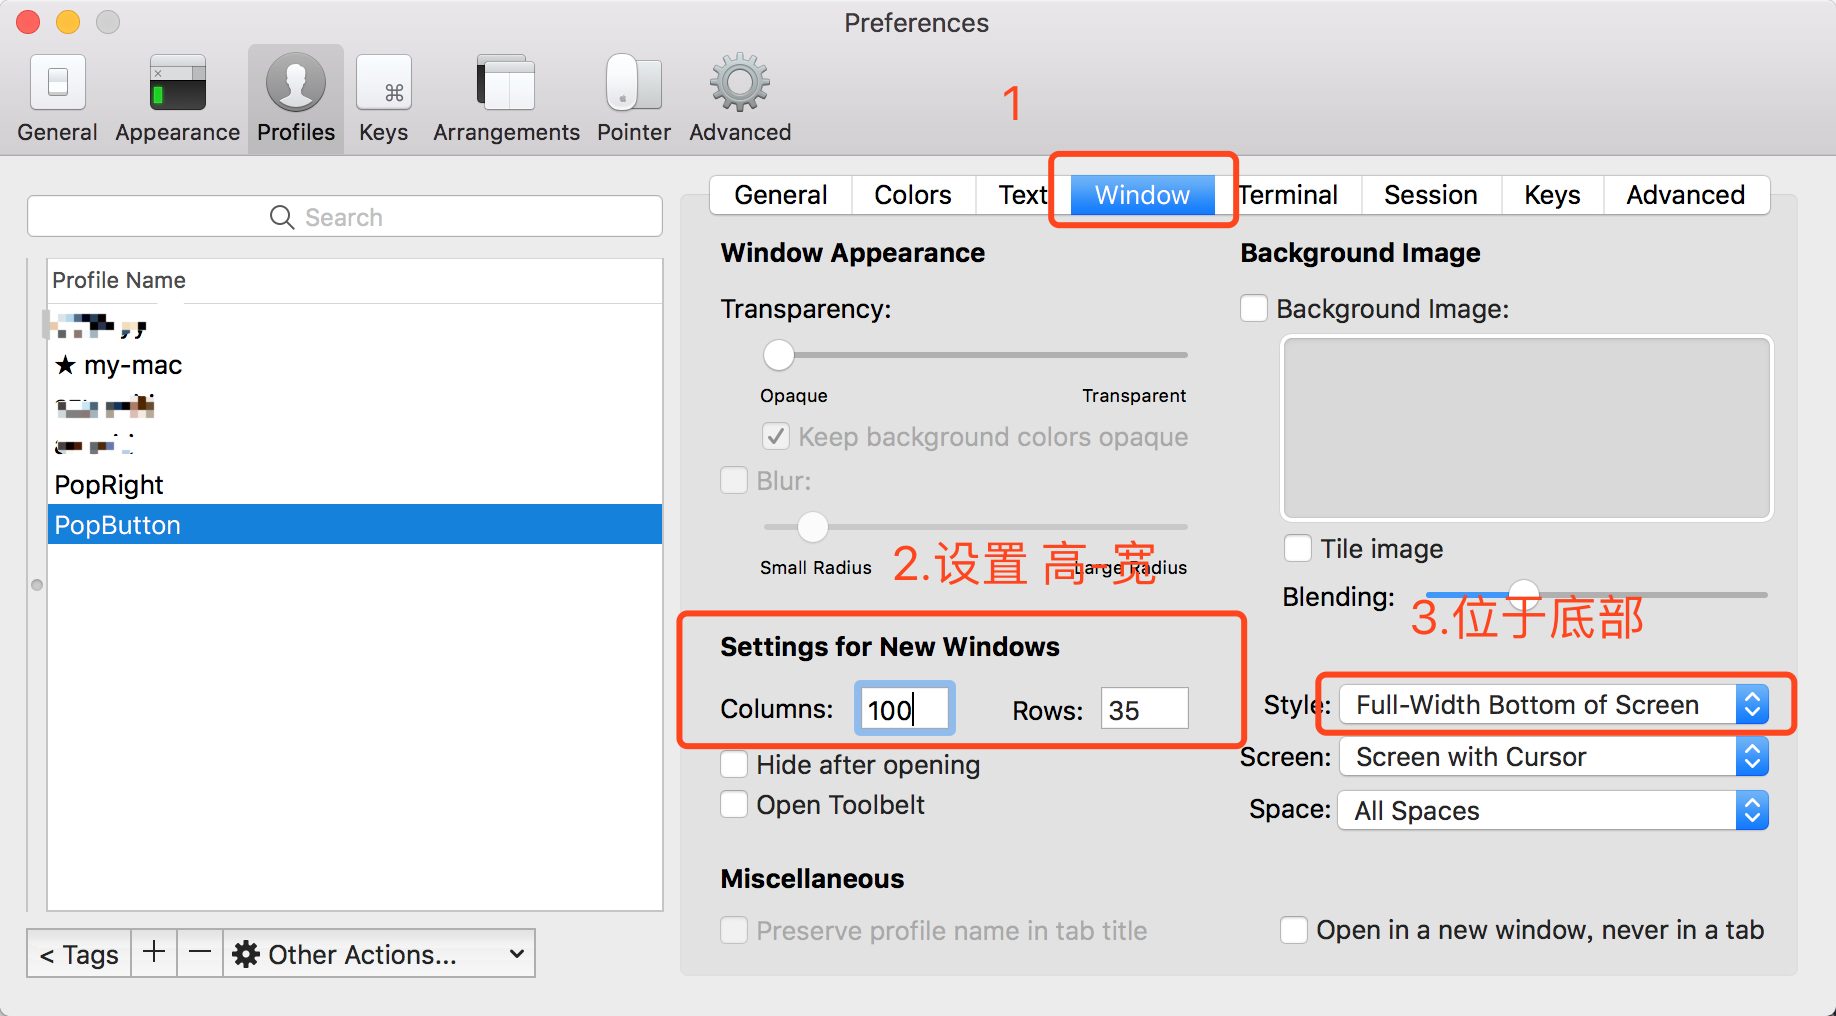 Preferences
General Appearance Profiles Keys Arrangements Pointer Advanced
1
General Colors Text Window Terminal Session Keys Advanced
Search
Profile Name
★ my-mac
PopRight
PopButton
< Tags + — Other Actions...
Window Appearance
Transparency:
Opaque Transparent
Keep background colors opaque
Blur:
Small Radius Large Radius
2.设置 高-宽
Settings for New Windows
Columns: 100 Rows: 35
Hide after opening
Open Toolbelt
Miscellaneous
Preserve profile name in tab title
Background Image
Background Image:
Tile image
Blending:
3.位于底部
Style: Full-Width Bottom of Screen
Screen: Screen with Cursor
Space: All Spaces
Open in a new window, never in a tab